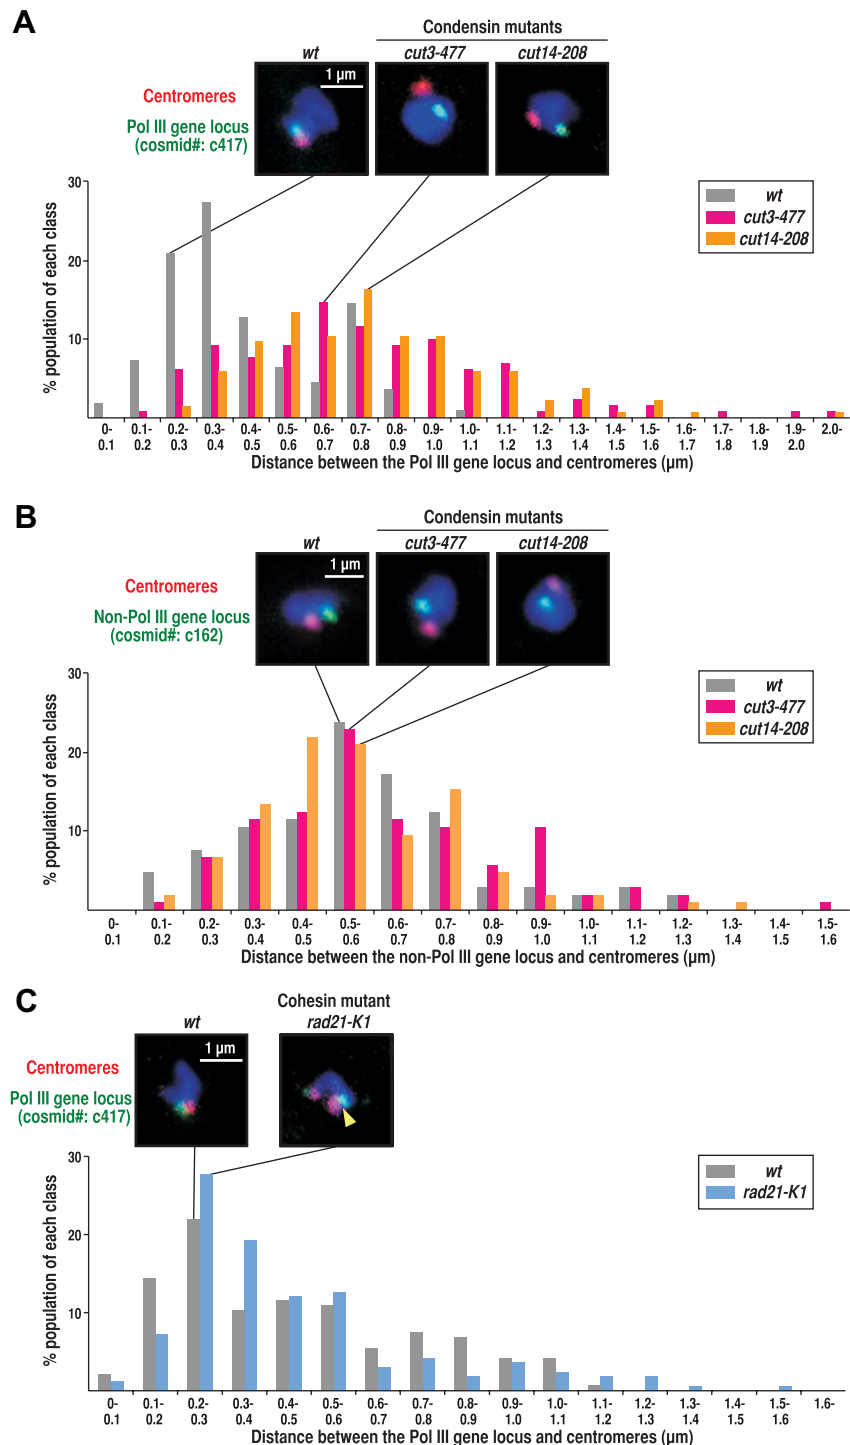 A
Condensin mutants
wt cut3-477 cut14-208
1 µm
Centromeres
Pol III gene locus
(cosmid#: c417)
% population of each class
30
20
10
wt
cut3-477
cut14-208
0- 0.1- 0.2- 0.3- 0.4- 0.5- 0.6- 0.7- 0.8- 0.9- 1.0- 1.1- 1.2- 1.3- 1.4- 1.5- 1.6- 1.7- 1.8- 1.9- 2.0-
0.1 0.2 0.3 0.4 0.5 0.6 0.7 0.8 0.9 1.0 1.1 1.2 1.3 1.4 1.5 1.6 1.7 1.8 1.9 2.0
Distance between the Pol III gene locus and centromeres (µm)
B
Condensin mutants
wt cut3-477 cut14-208
1 µm
Centromeres
Non-Pol III gene locus
(cosmid#: c162)
% population of each class
30
20
10
wt
cut3-477
cut14-208
0- 0.1- 0.2- 0.3- 0.4- 0.5- 0.6- 0.7- 0.8- 0.9- 1.0- 1.1- 1.2- 1.3- 1.4- 1.5-
0.1 0.2 0.3 0.4 0.5 0.6 0.7 0.8 0.9 1.0 1.1 1.2 1.3 1.4 1.5 1.6
Distance between the non-Pol III gene locus and centromeres (µm)
C
Cohesin mutant
wt rad21-K1
1 µm
Centromeres
Pol III gene locus
(cosmid#: c417)
% population of each class
30
20
10
wt
rad21-K1
0- 0.1- 0.2- 0.3- 0.4- 0.5- 0.6- 0.7- 0.8- 0.9- 1.0- 1.1- 1.2- 1.3- 1.4- 1.5- 1.6-
0.1 0.2 0.3 0.4 0.5 0.6 0.7 0.8 0.9 1.0 1.1 1.2 1.3 1.4 1.5 1.6
Distance between the Pol III gene locus and centromeres (µm)